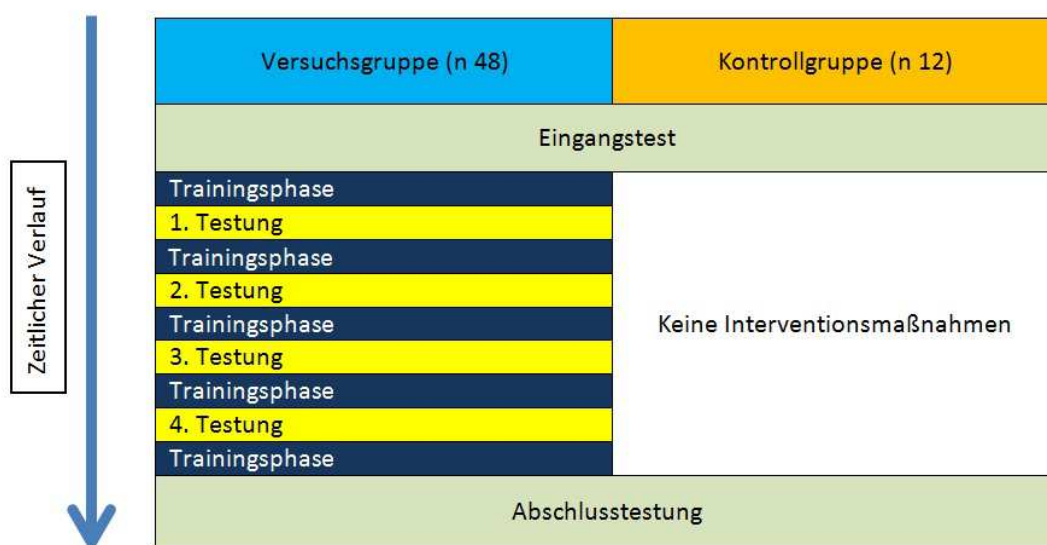 Zeitlicher Verlauf
Versuchsgruppe (n 48)
Kontrollgruppe (n 12)
Eingangstest
Trainingsphase
1. Testung
Trainingsphase
2. Testung
Trainingsphase
3. Testung
Trainingsphase
4. Testung
Trainingsphase
Keine Interventionsmaßnahmen
Abschlusstestung